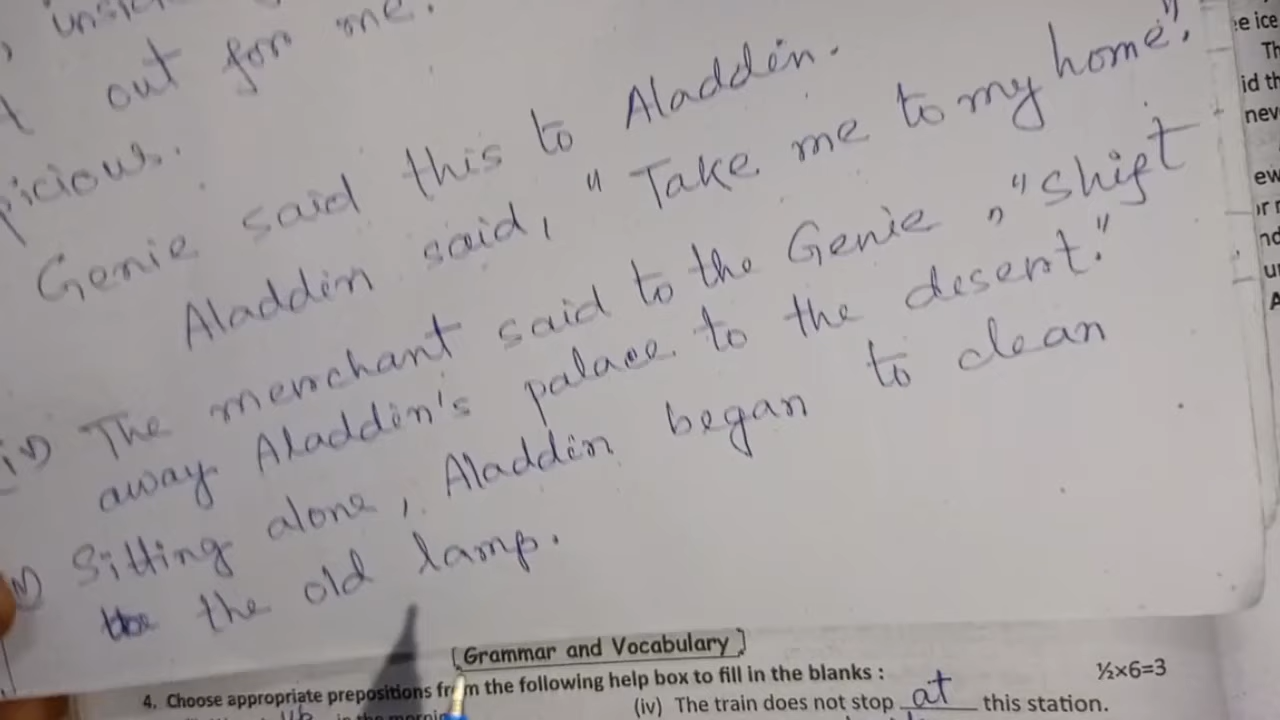 out for me.
Genie said this to Aladdin.
Aladdin said, "Take me to my home."
iv) The merchant said to the Genie, "Shift
away Aladdin's palace to the desert."
v) Sitting alone, Aladdin began to clean
the old lamp.
[Grammar and Vocabulary]
4. Choose appropriate prepositions from the following help box to fill in the blanks :
½×6=3
(iv) The train does not stop at this station.